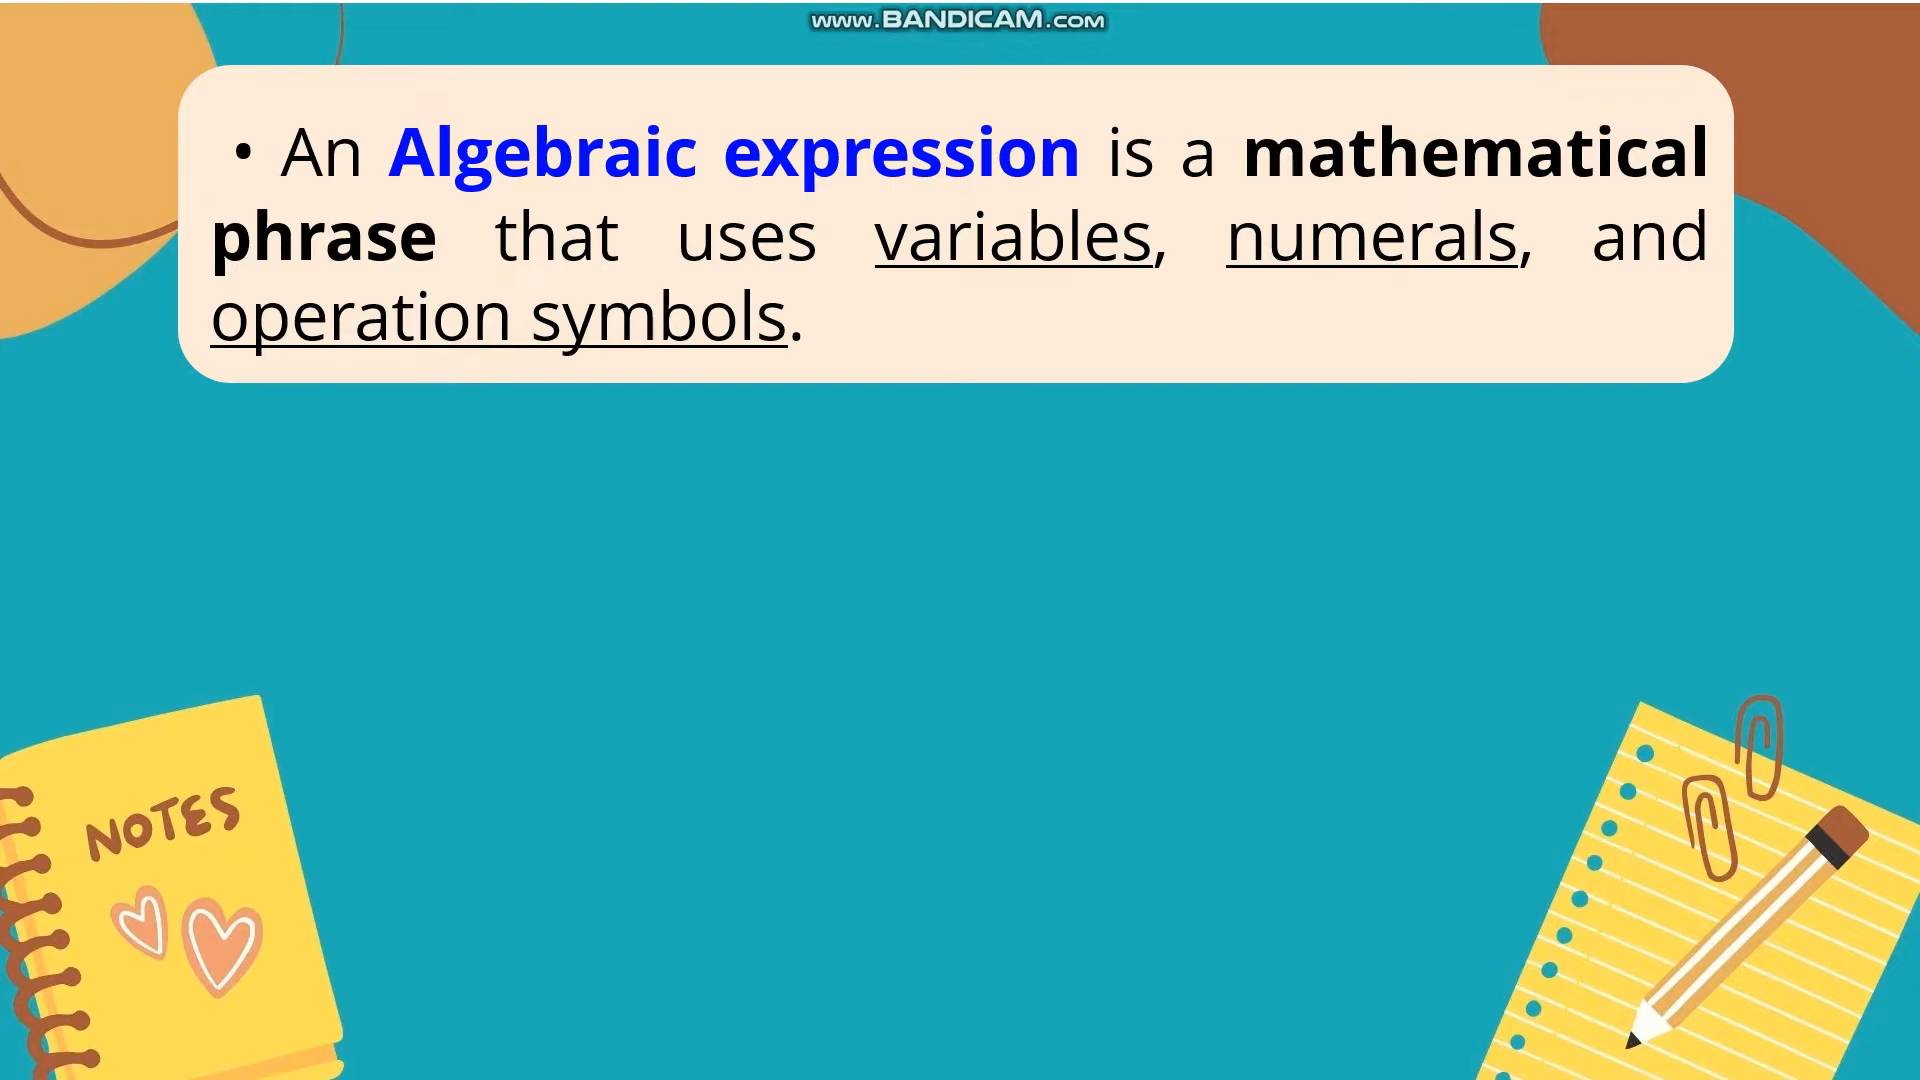 www.BANDICAM.com
• An Algebraic expression is a mathematical
phrase that uses variables, numerals, and
operation symbols.
NOTES